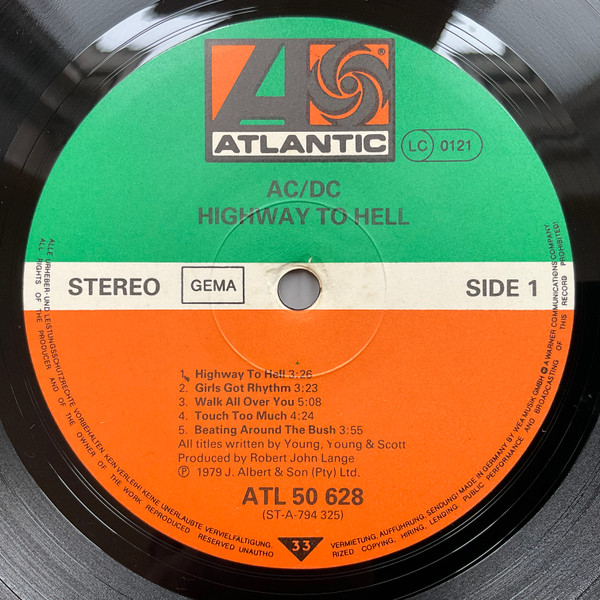 ATLANTIC
®
LC 0121
AC/DC
HIGHWAY TO HELL
STEREO GEMA SIDE 1
1. Highway To Hell 3:26
2. Girls Got Rhythm 3:23
3. Walk All Over You 5:08
4. Touch Too Much 4:24
5. Beating Around The Bush 3:55
All titles written by Young, Young & Scott
Produced by Robert John Lange
℗ 1979 J. Albert & Son (Pty) Ltd.
ATL 50 628
(ST-A-794 325)
33
ALLE URHEBER- UND LEISTUNGSSCHUTZRECHTE VORBEHALTEN KEIN VERLEIH! KEINE UNERLAUBTE VERVIELFÄLTIGUNG,
VERMIETUNG, AUFFÜHRUNG, SENDUNG! MADE IN GERMANY BY WEA MUSIK GMBH A WARNER COMMUNICATIONS COMPANY.
ALL RIGHTS OF THE PRODUCER AND OF THE OWNER OF THE WORK REPRODUCED RESERVED UNAUTHO
RIZED COPYING, HIRING, LENDING PUBLIC PERFORMANCE AND BROADCASTING OF THIS RECORD PROHIBITED!